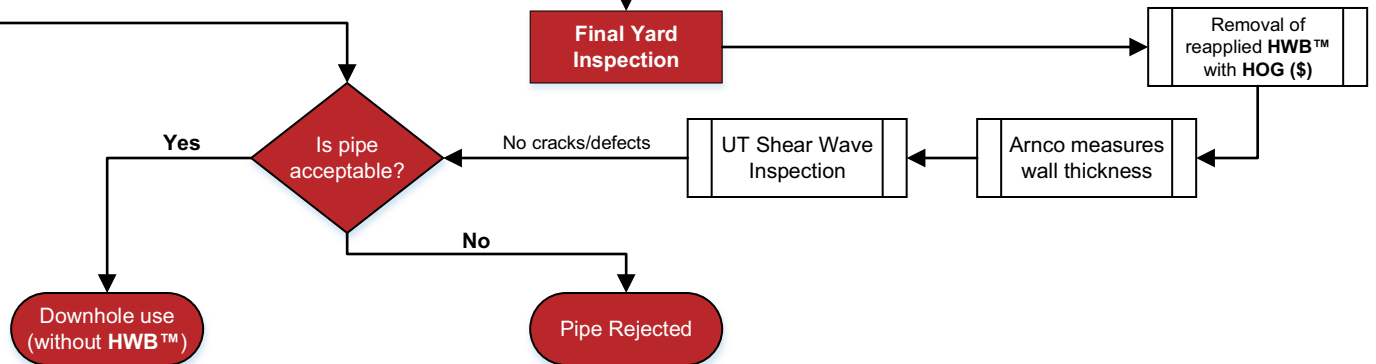 Final Yard
Inspection
Removal of
reapplied HWB™
with HOG ($)
Yes
Is pipe
acceptable?
No cracks/defects
UT Shear Wave
Inspection
Arnco measures
wall thickness
No
Downhole use
(without HWB™)
Pipe Rejected